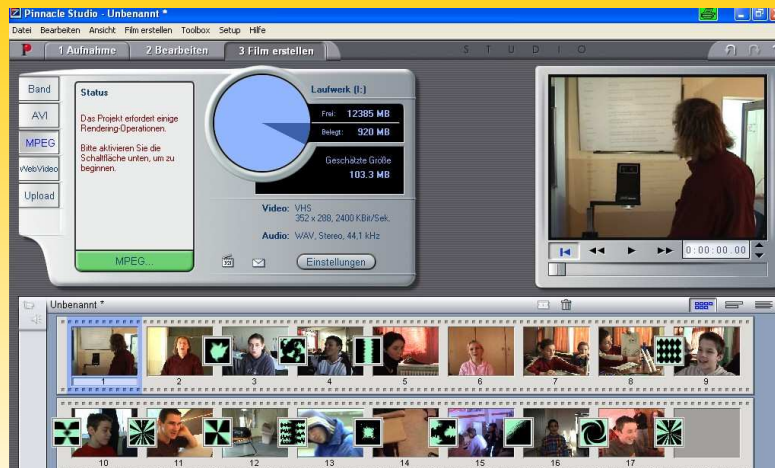 Pinnacle Studio - Unbenannt *
Datei Bearbeiten Ansicht Film erstellen Toolbox Setup Hilfe
1 Aufnahme 2 Bearbeiten 3 Film erstellen STUDIO
Band
AVI
MPEG
WebVideo
Upload
Status
Das Projekt erfordert einige
Rendering-Operationen.
Bitte aktivieren Sie die
Schaltfläche unten, um zu
beginnen.
MPEG...
Laufwerk (I:)
Frei: 12385 MB
Belegt: 920 MB
Geschätzte Größe
103.3 MB
Video: VHS
352 x 288, 2400 KBit/Sek.
Audio: WAV, Stereo, 44,1 kHz
Einstellungen
0:00:00.00
Unbenannt *
1 2 3 4 5 6 7 8 9
10 11 12 13 14 15 16 17